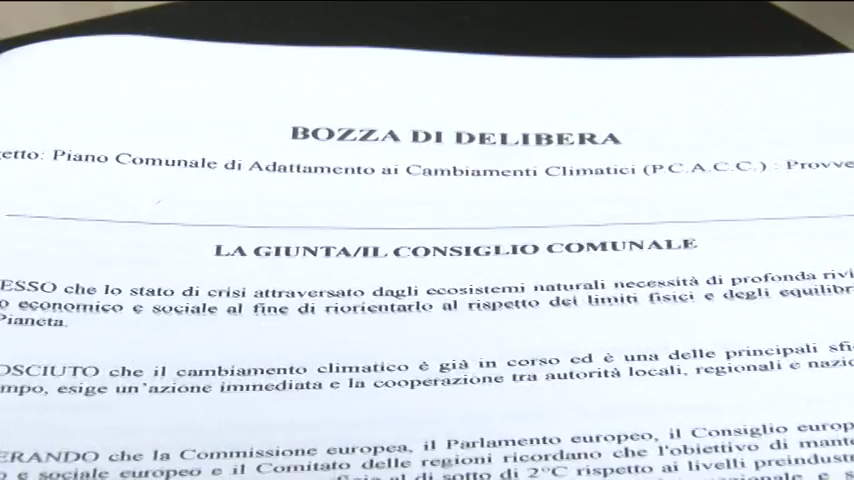 BOZZA DI DELIBERA
etto: Piano Comunale di Adattamento ai Cambiamenti Climatici (P.C.A.C.C.) : Provve
LA GIUNTA/IL CONSIGLIO COMUNALE
ESSO che lo stato di crisi attraversato dagli ecosistemi naturali necessità di profonda rivi
o economico e sociale al fine di riorientarlo al rispetto dei limiti fisici e degli equilibr
Pianeta.
OSCIUTO che il cambiamento climatico è già in corso ed è una delle principali sfi
mpo, esige un'azione immediata e la cooperazione tra autorità locali, regionali e nazio
ERANDO che la Commissione europea, il Parlamento europeo, il Consiglio europ
o e sociale europeo e il Comitato delle regioni ricordano che l'obiettivo di mante
al di sotto di 2°C rispetto ai livelli preindustr